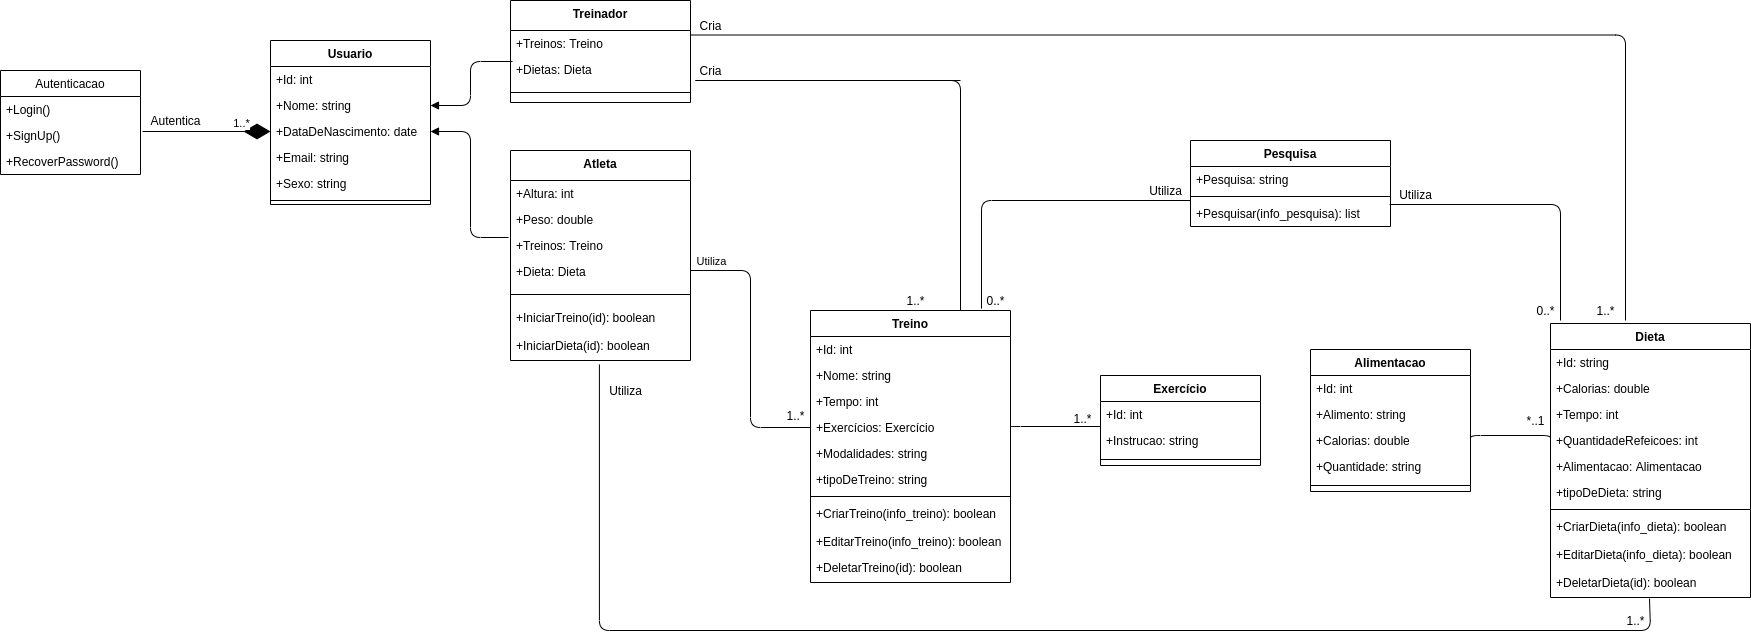 Autenticacao
+Login()
+SignUp()
+RecoverPassword()
Autentica
1..*
Usuario
+Id: int
+Nome: string
+DataDeNascimento: date
+Email: string
+Sexo: string
Treinador
+Treinos: Treino
+Dietas: Dieta
Cria
Cria
Atleta
+Altura: int
+Peso: double
+Treinos: Treino
+Dieta: Dieta
+IniciarTreino(id): boolean
+IniciarDieta(id): boolean
Utiliza
1..*
Utiliza
1..*
1..*
0..*
Treino
+Id: int
+Nome: string
+Tempo: int
+Exercícios: Exercício
+Modalidades: string
+tipoDeTreino: string
+CriarTreino(info_treino): boolean
+EditarTreino(info_treino): boolean
+DeletarTreino(id): boolean
1..*
Exercício
+Id: int
+Instrucao: string
Utiliza
Pesquisa
+Pesquisa: string
+Pesquisar(info_pesquisa): list
Utiliza
0..*
1..*
Alimentacao
+Id: int
+Alimento: string
+Calorias: double
+Quantidade: string
*..1
Dieta
+Id: string
+Calorias: double
+Tempo: int
+QuantidadeRefeicoes: int
+Alimentacao: Alimentacao
+tipoDeDieta: string
+CriarDieta(info_dieta): boolean
+EditarDieta(info_dieta): boolean
+DeletarDieta(id): boolean